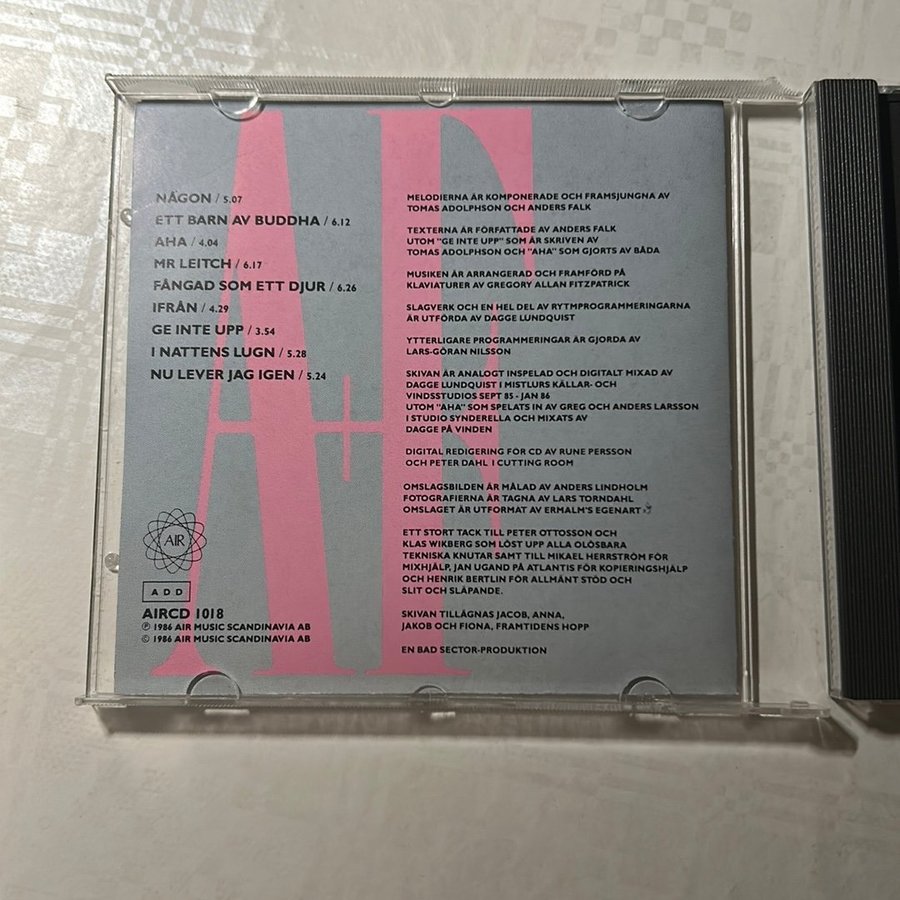 A+F
NÅGON / 5.07
ETT BARN AV BUDDHA / 6.12
AHA / 4.04
MR LEITCH / 6.17
FÅNGAD SOM ETT DJUR / 6.26
IFRÅN / 4.29
GE INTE UPP / 3.54
I NATTENS LUGN / 5.28
NU LEVER JAG IGEN / 5.24
AIR
ADD
AIRCD 1018
℗ 1986 AIR MUSIC SCANDINAVIA AB
© 1986 AIR MUSIC SCANDINAVIA AB
MELODIERNA ÄR KOMPONERADE OCH FRAMSJUNGNA AV
TOMAS ADOLPHSON OCH ANDERS FALK
TEXTERNA ÄR FÖRFATTADE AV ANDERS FALK
UTOM "GE INTE UPP" SOM ÄR SKRIVEN AV
TOMAS ADOLPHSON OCH "AHA" SOM GJORTS AV BÅDA
MUSIKEN ÄR ARRANGERAD OCH FRAMFÖRD PÅ
KLAVIATURER AV GREGORY ALLAN FITZPATRICK
SLAGVERK OCH EN HEL DEL AV RYTMPROGRAMMERINGARNA
ÄR UTFÖRDA AV DAGGE LUNDQUIST
YTTERLIGARE PROGRAMMERINGAR ÄR GJORDA AV
LARS-GÖRAN NILSSON
SKIVAN ÄR ANALOGT INSPELAD OCH DIGITALT MIXAD AV
DAGGE LUNDQUIST I MISTLURS KÄLLAR- OCH
VINDSSTUDIOS SEPT 85 - JAN 86
UTOM "AHA" SOM SPELATS IN AV GREG OCH ANDERS LARSSON
I STUDIO SYNDERELLA OCH MIXATS AV
DAGGE PÅ VINDEN
DIGITAL REDIGERING FÖR CD AV RUNE PERSSON
OCH PETER DAHL I CUTTING ROOM
OMSLAGSBILDEN ÄR MÅLAD AV ANDERS LINDHOLM
FOTOGRAFIERNA ÄR TAGNA AV LARS TORNDAHL
OMSLAGET ÄR UTFORMAT AV ERMALM'S EGENART
ETT STORT TACK TILL PETER OTTOSSON OCH
KLAS WIKBERG SOM LÖST UPP ALLA OLÖSBARA
TEKNISKA KNUTAR SAMT TILL MIKAEL HERRSTRÖM FÖR
MIXHJÄLP, JAN UGAND PÅ ATLANTIS FÖR KOPIERINGSHJÄLP
OCH HENRIK BERTLIN FÖR ALLMÄNT STÖD OCH
SLIT OCH SLÄPANDE.
SKIVAN TILLÄGNAS JACOB, ANNA,
JAKOB OCH FIONA, FRAMTIDENS HOPP
EN BAD SECTOR-PRODUKTION